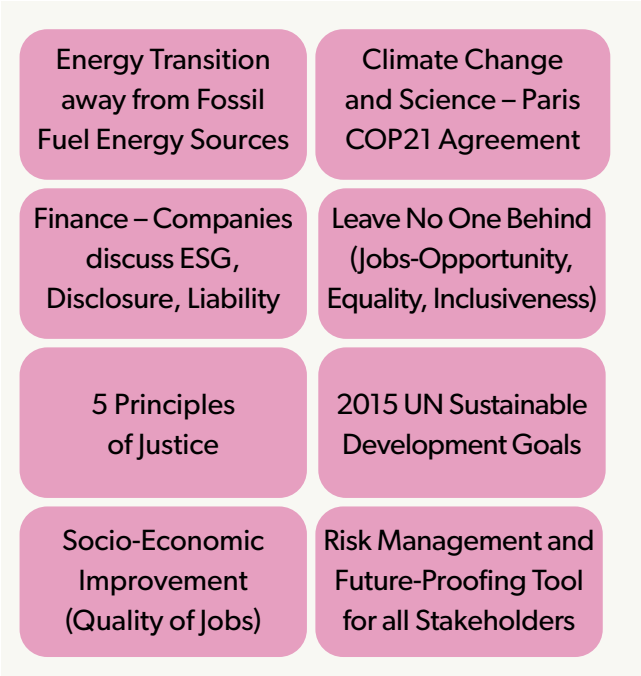 Energy Transition
away from Fossil
Fuel Energy Sources
Climate Change
and Science – Paris
COP21 Agreement
Finance – Companies
discuss ESG,
Disclosure, Liability
Leave No One Behind
(Jobs-Opportunity,
Equality, Inclusiveness)
5 Principles
of Justice
2015 UN Sustainable
Development Goals
Socio-Economic
Improvement
(Quality of Jobs)
Risk Management and
Future-Proofing Tool
for all Stakeholders